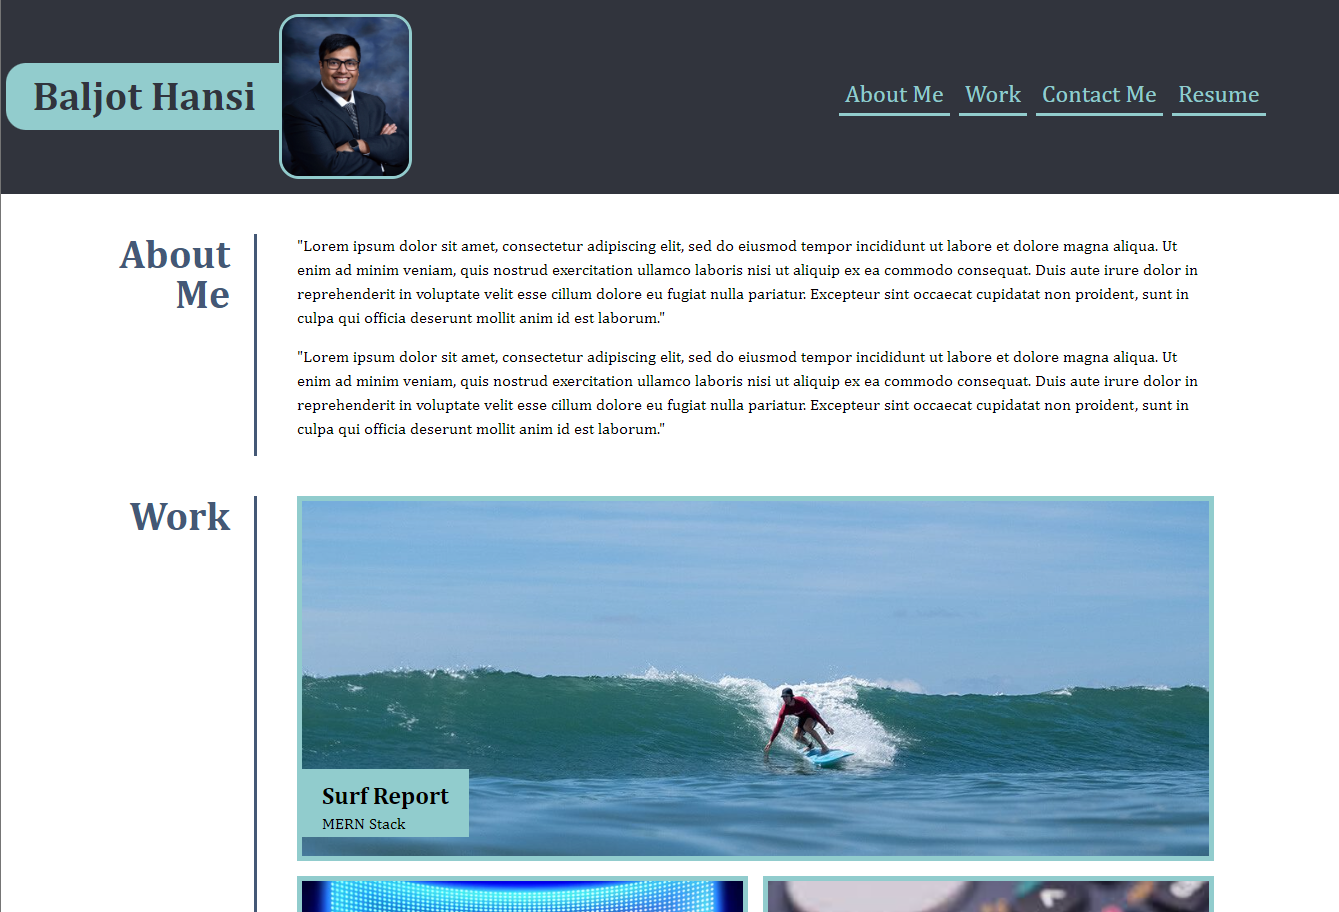 Baljot Hansi
About Me Work Contact Me Resume
About
Me
"Lorem ipsum dolor sit amet, consectetur adipiscing elit, sed do eiusmod tempor incididunt ut labore et dolore magna aliqua. Ut
enim ad minim veniam, quis nostrud exercitation ullamco laboris nisi ut aliquip ex ea commodo consequat. Duis aute irure dolor in
reprehenderit in voluptate velit esse cillum dolore eu fugiat nulla pariatur. Excepteur sint occaecat cupidatat non proident, sunt in
culpa qui officia deserunt mollit anim id est laborum."
"Lorem ipsum dolor sit amet, consectetur adipiscing elit, sed do eiusmod tempor incididunt ut labore et dolore magna aliqua. Ut
enim ad minim veniam, quis nostrud exercitation ullamco laboris nisi ut aliquip ex ea commodo consequat. Duis aute irure dolor in
reprehenderit in voluptate velit esse cillum dolore eu fugiat nulla pariatur. Excepteur sint occaecat cupidatat non proident, sunt in
culpa qui officia deserunt mollit anim id est laborum."
Work
Surf Report
MERN Stack